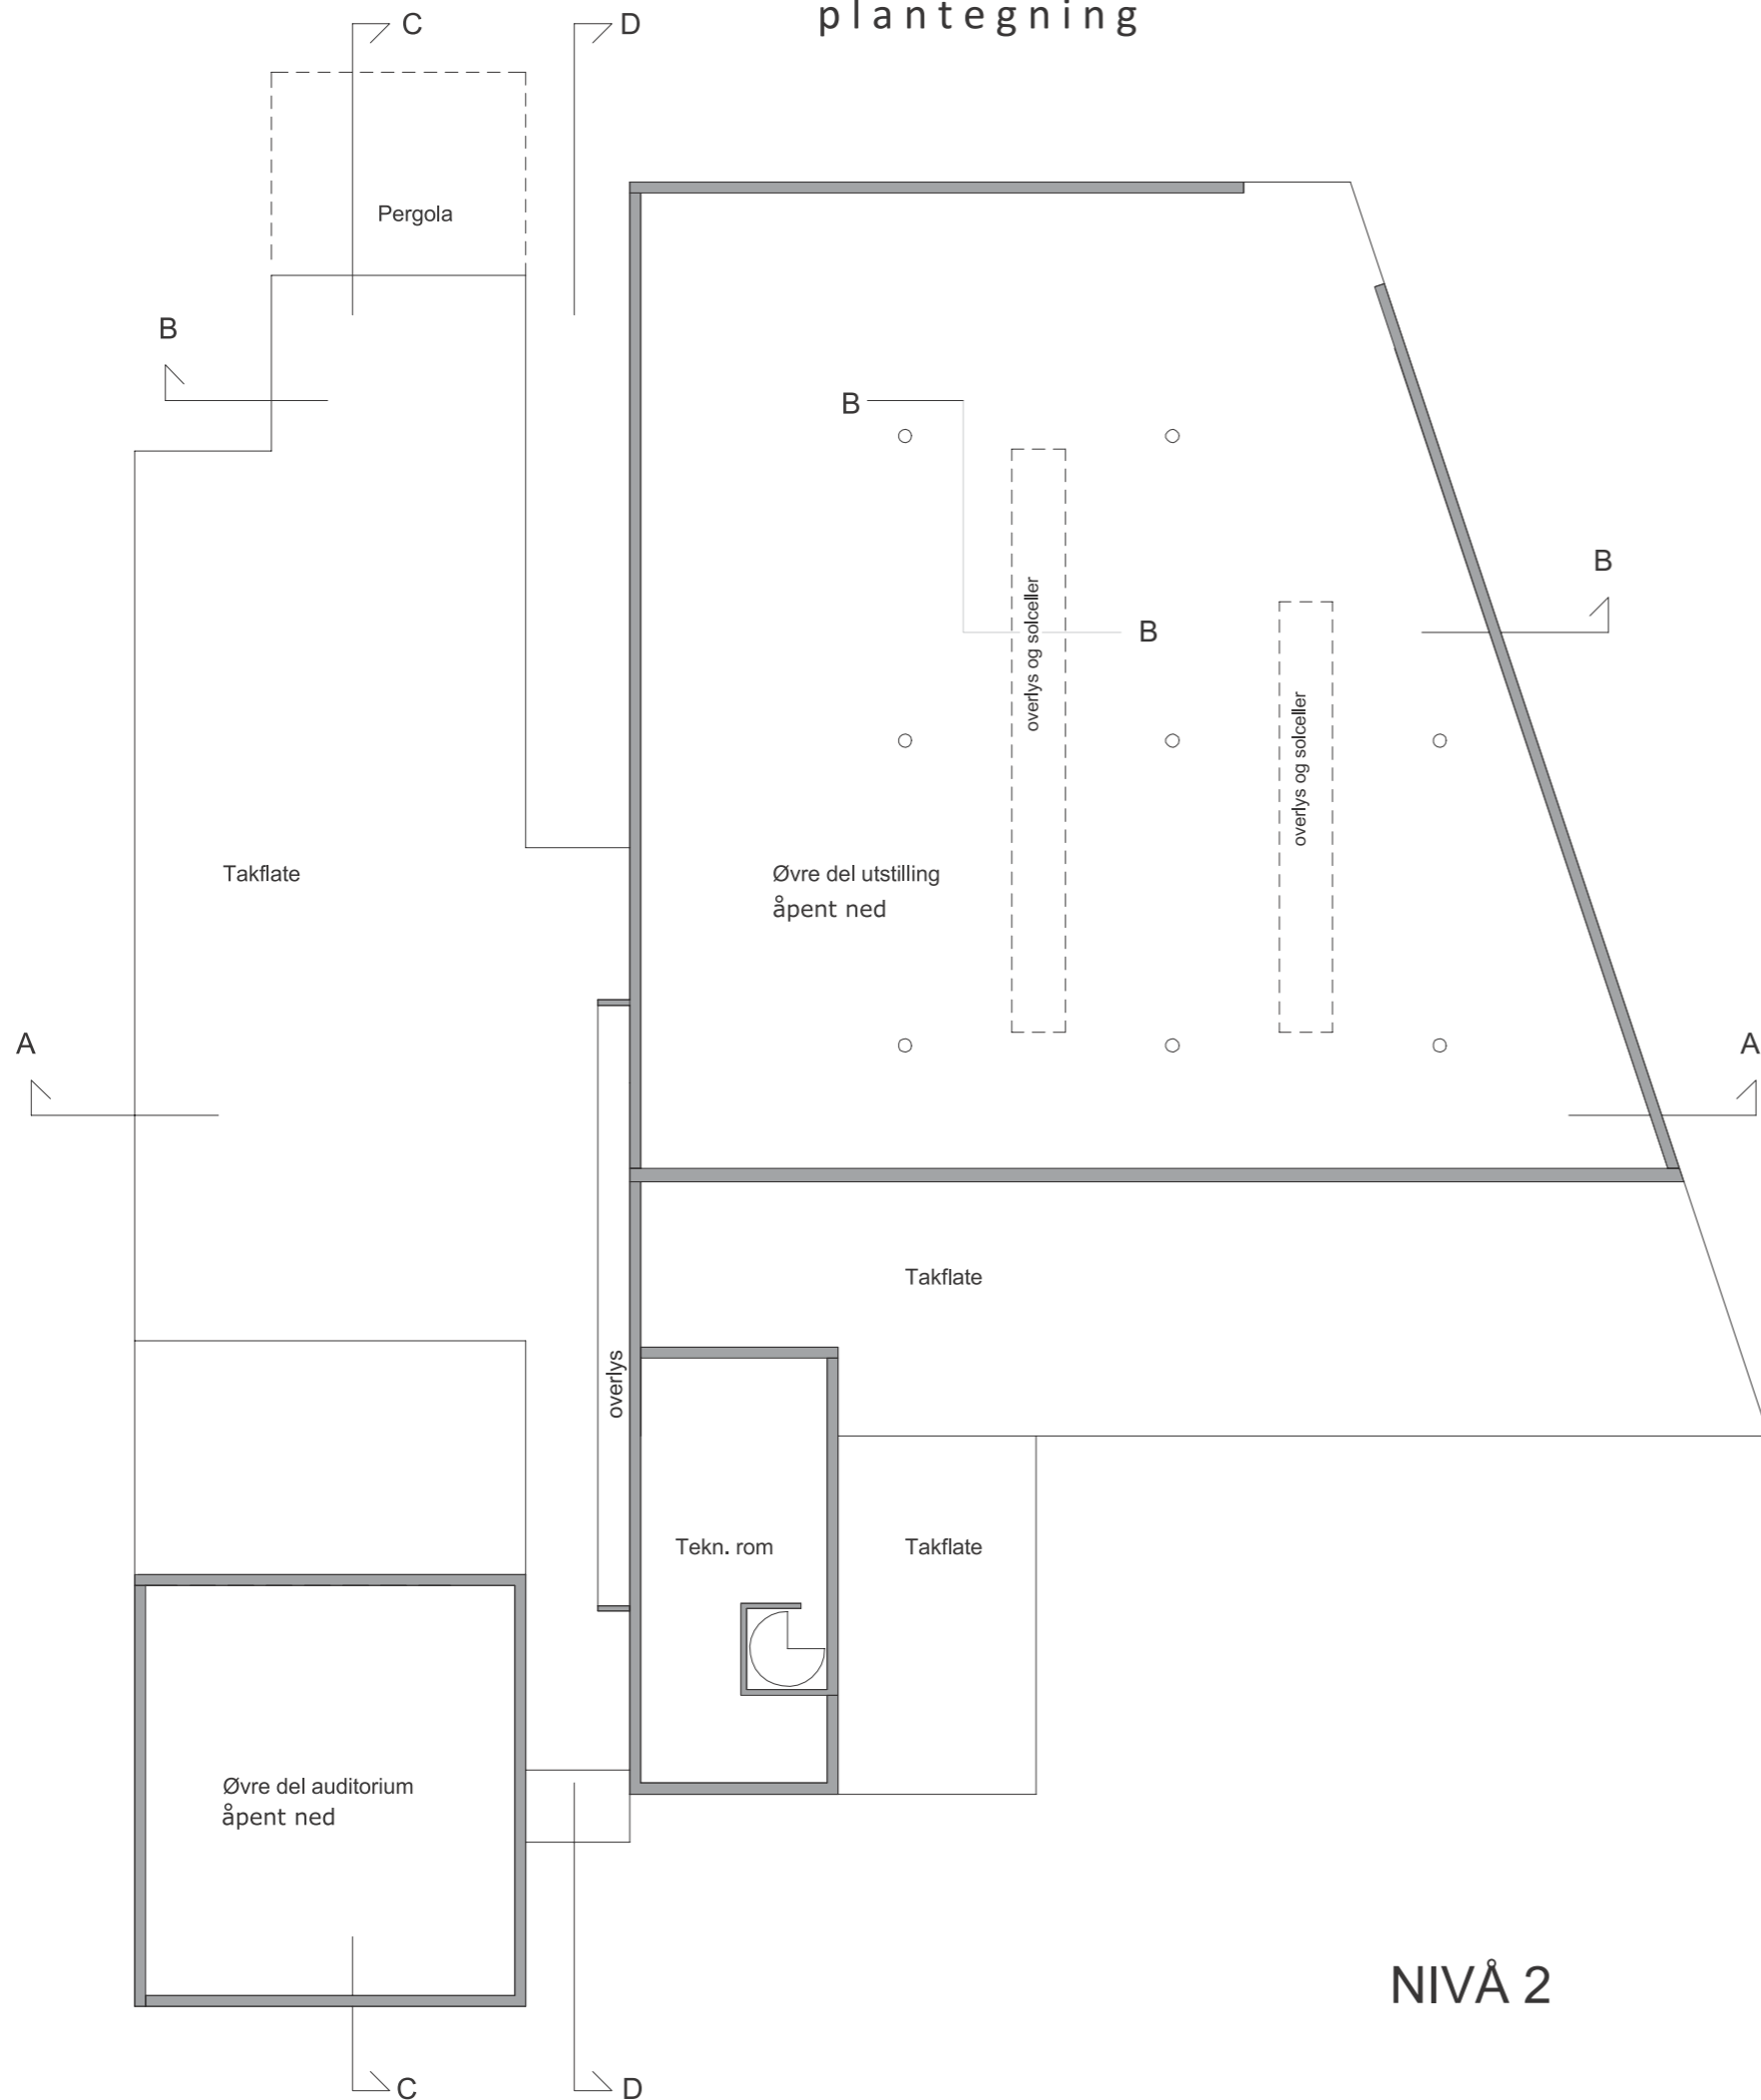 plantegning
C
D
Pergola
B
B
B
overlys og solceller
B
overlys og solceller
Takflate
Øvre del utstilling
åpent ned
A
A
Takflate
overlys
Tekn. rom
Takflate
Øvre del auditorium
åpent ned
NIVÅ 2
C
D